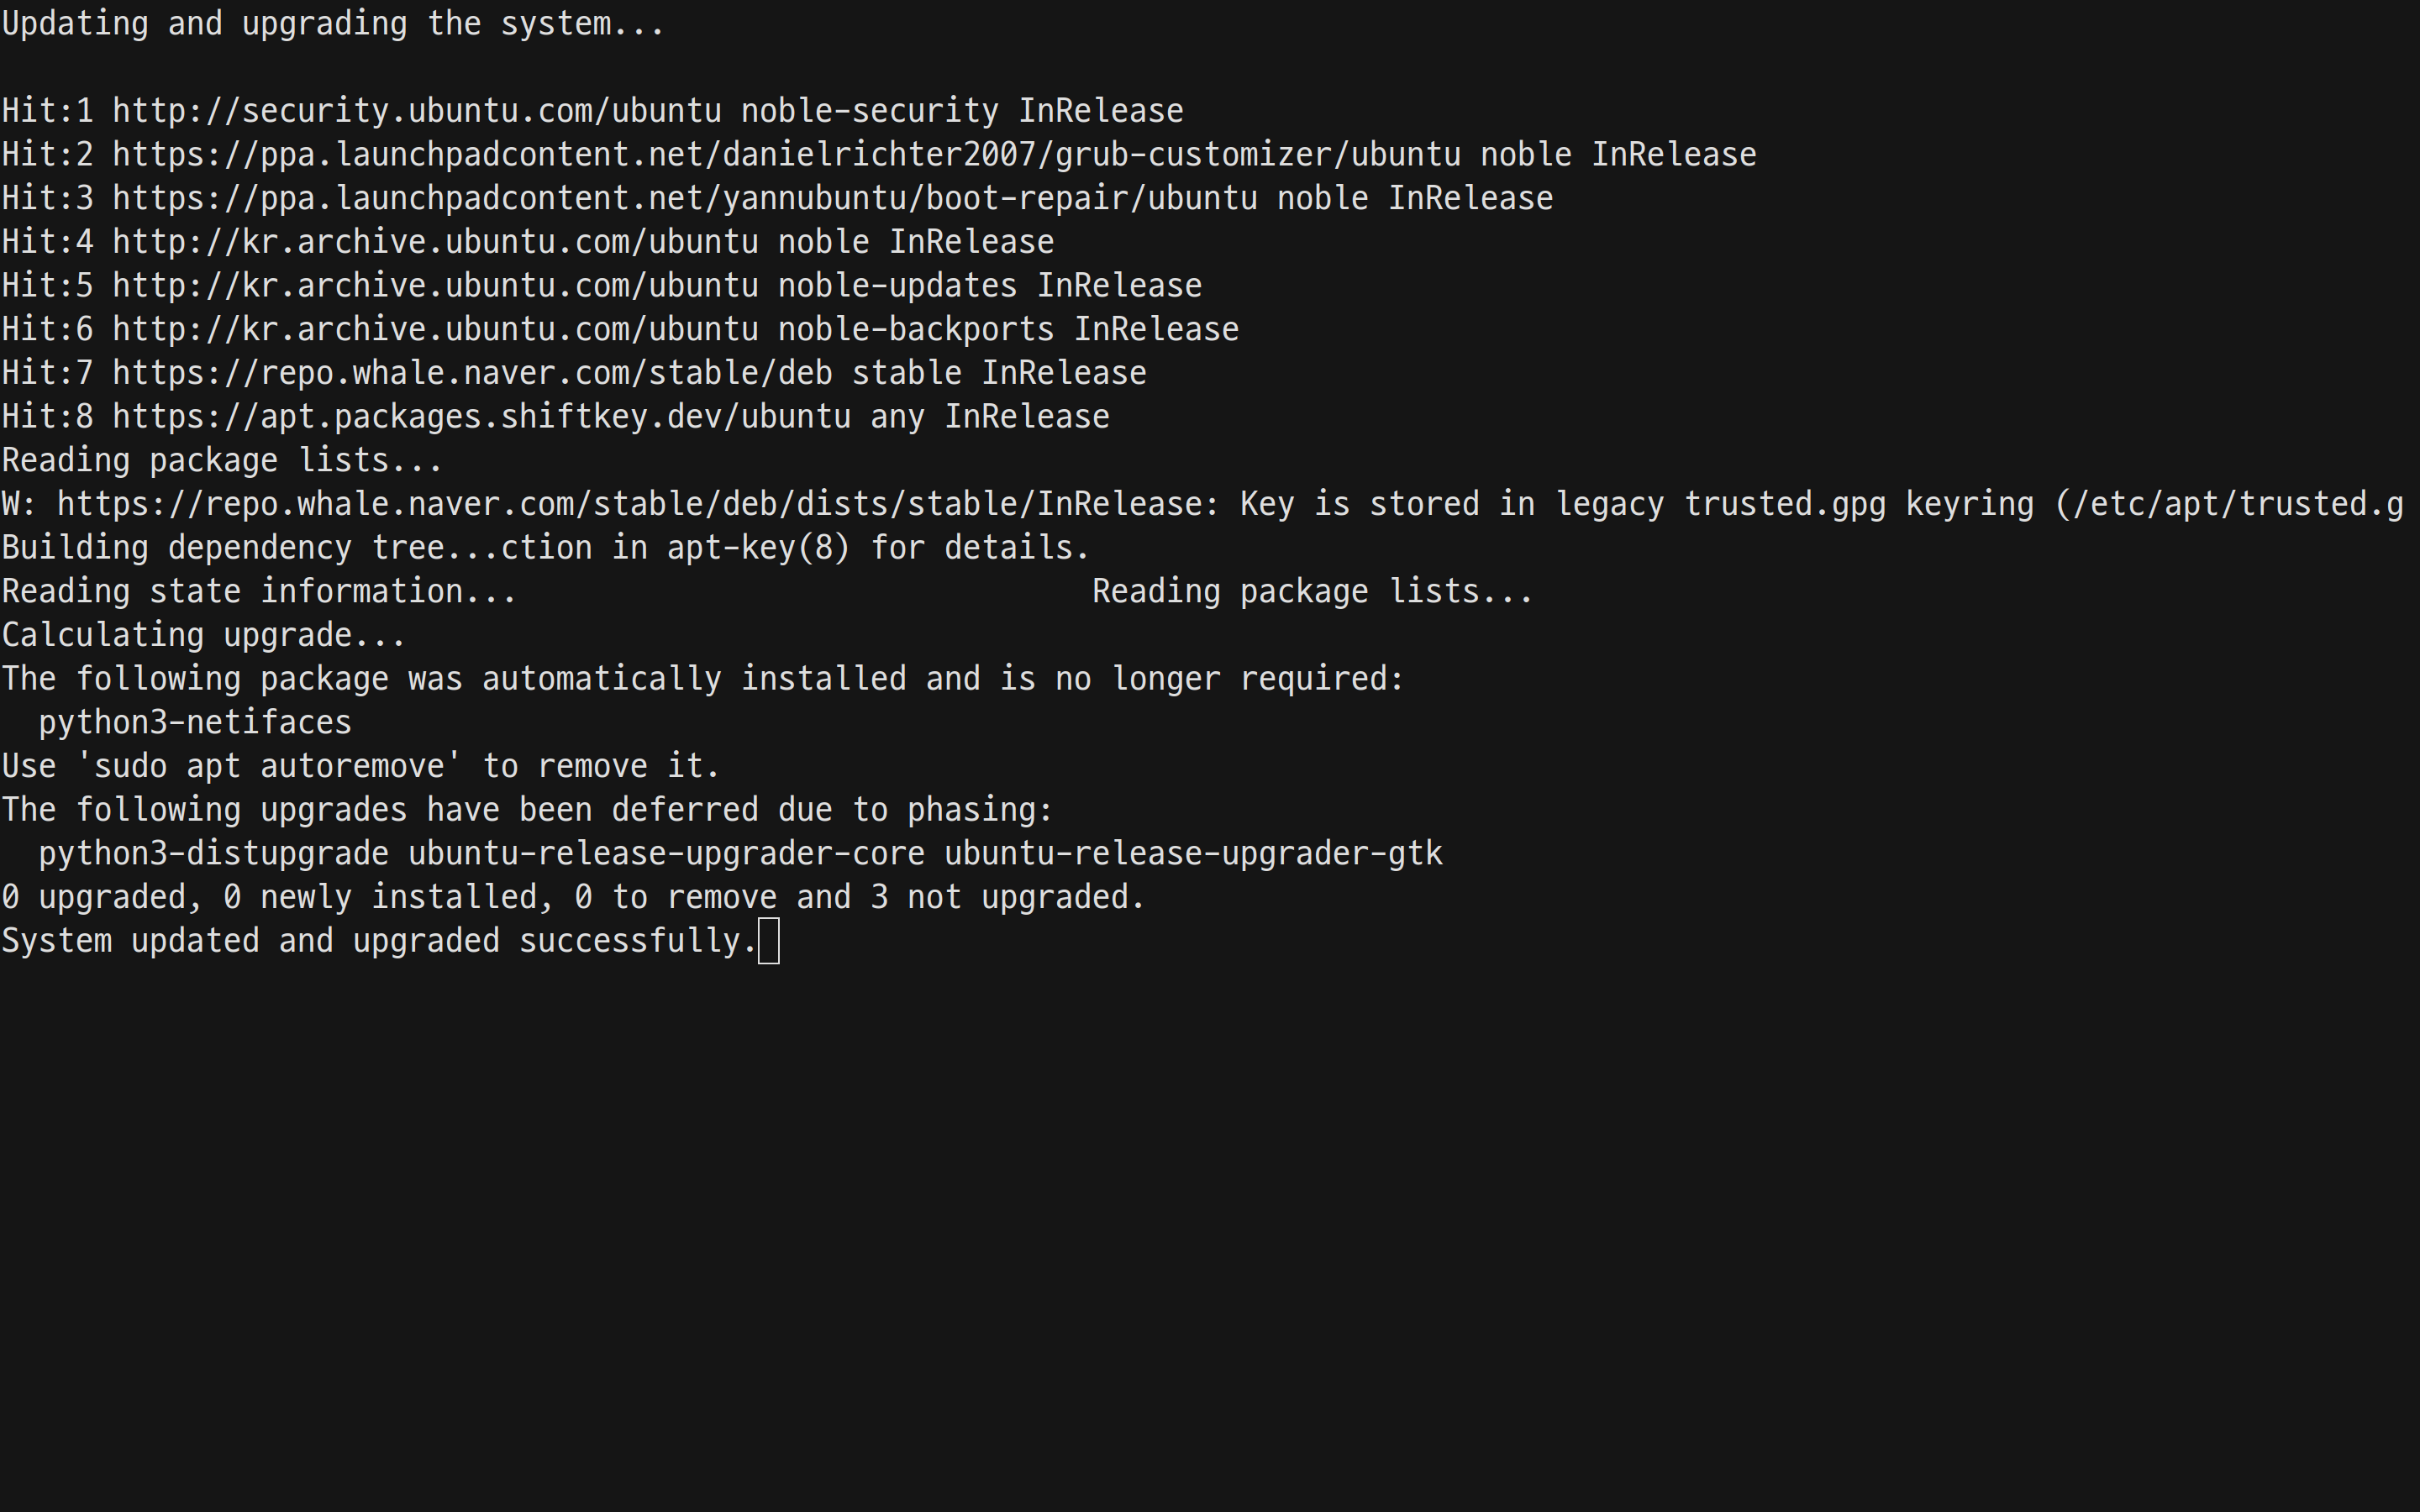 Updating and upgrading the system...
Hit:1 http://security.ubuntu.com/ubuntu noble-security InRelease
Hit:2 https://ppa.launchpadcontent.net/danielrichter2007/grub-customizer/ubuntu noble InRelease
Hit:3 https://ppa.launchpadcontent.net/yannubuntu/boot-repair/ubuntu noble InRelease
Hit:4 http://kr.archive.ubuntu.com/ubuntu noble InRelease
Hit:5 http://kr.archive.ubuntu.com/ubuntu noble-updates InRelease
Hit:6 http://kr.archive.ubuntu.com/ubuntu noble-backports InRelease
Hit:7 https://repo.whale.naver.com/stable/deb stable InRelease
Hit:8 https://apt.packages.shiftkey.dev/ubuntu any InRelease
Reading package lists...
W: https://repo.whale.naver.com/stable/deb/dists/stable/InRelease: Key is stored in legacy trusted.gpg keyring (/etc/apt/trusted.g
Building dependency tree...ction in apt-key(8) for details.
Reading state information... Reading package lists...
Calculating upgrade...
The following package was automatically installed and is no longer required:
python3-netifaces
Use 'sudo apt autoremove' to remove it.
The following upgrades have been deferred due to phasing:
python3-distupgrade ubuntu-release-upgrader-core ubuntu-release-upgrader-gtk
0 upgraded, 0 newly installed, 0 to remove and 3 not upgraded.
System updated and upgraded successfully.